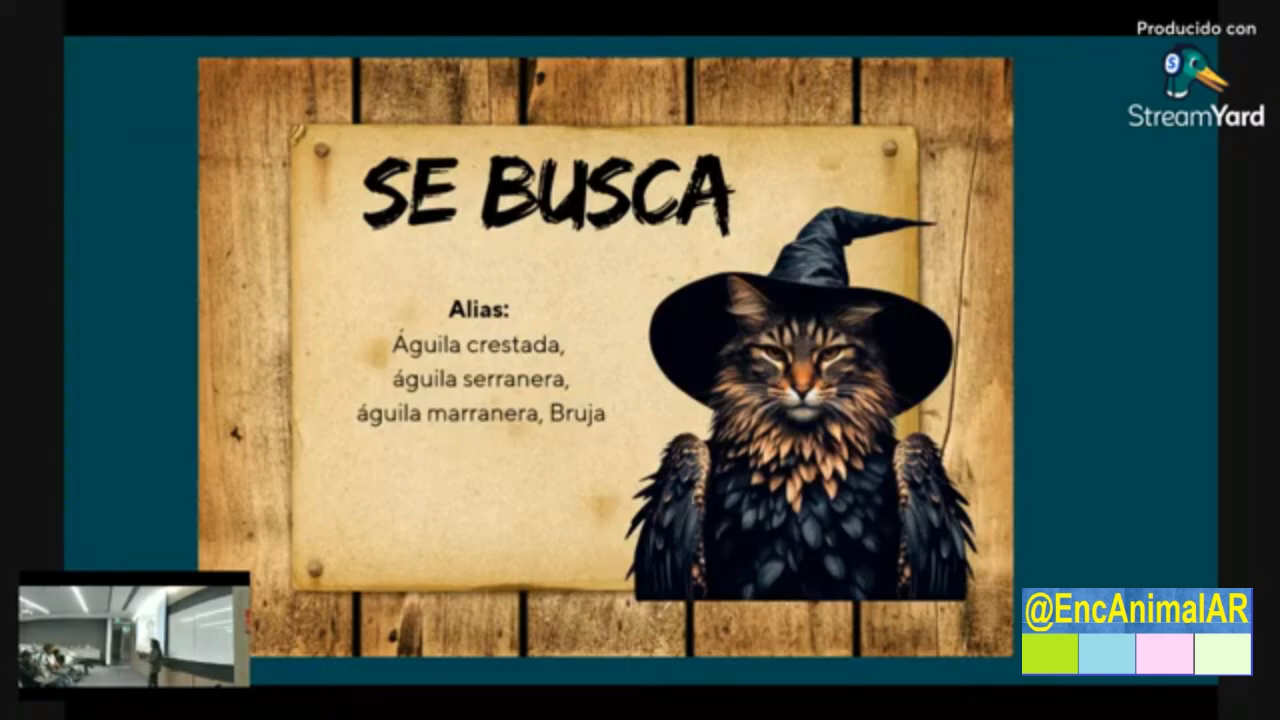 Producido con
StreamYard
SE BUSCA
Alias:
Águila crestada,
águila serranera,
águila marranera, Bruja
@EncAnimalAR